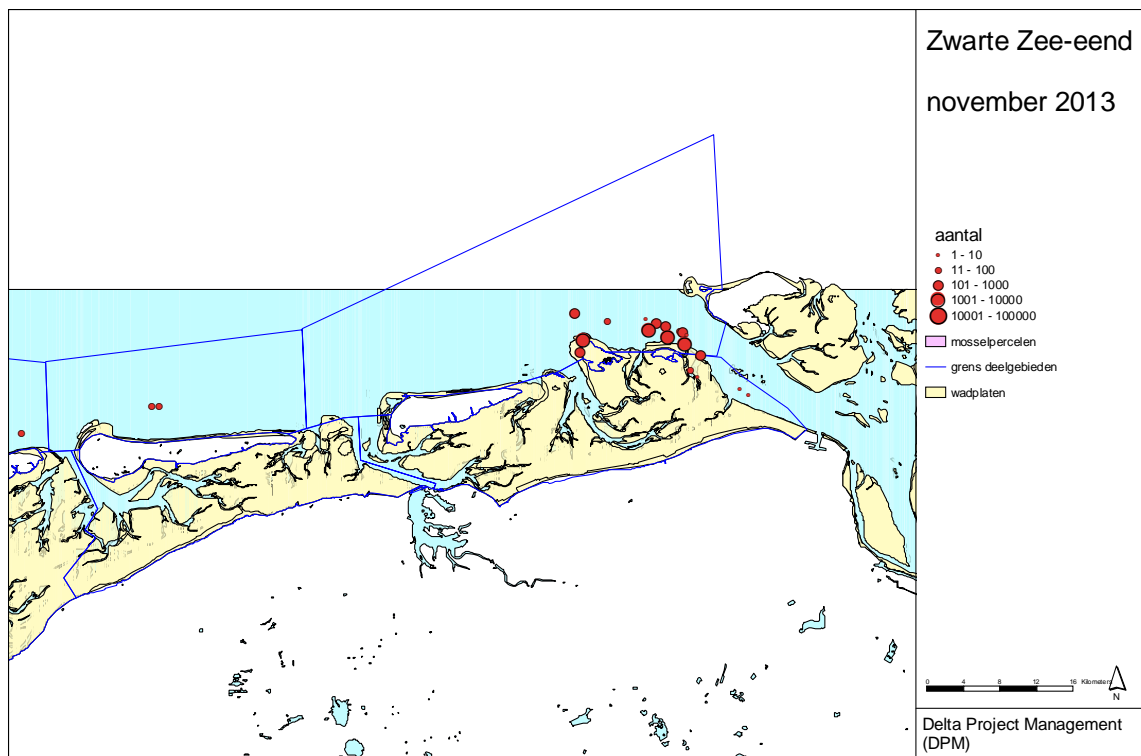 Zwarte Zee-eend
november 2013
aantal
1 - 10
11 - 100
101 - 1000
1001 - 10000
10001 - 100000
mosselpercelen
grens deelgebieden
wadplaten
0 4 8 12 16 Kilometers
N
Delta Project Management
(DPM)